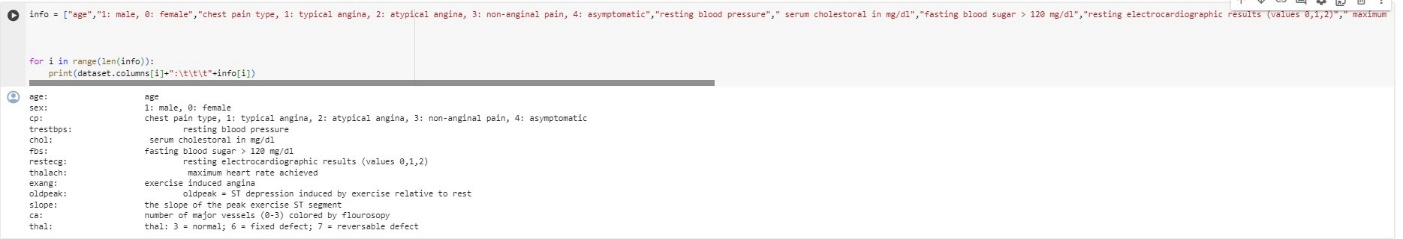 info = ["age","1: male, 0: female","chest pain type, 1: typical angina, 2: atypical angina, 3: non-anginal pain, 4: asymptomatic","resting blood pressure"," serum cholestoral in mg/dl","fasting blood sugar > 120 mg/dl","resting electrocardiographic results (values 0,1,2)"," maximum
for i in range(len(info)):
    print(dataset.columns[i]+":\t\t\t"+info[i])
age:			age
sex:			1: male, 0: female
cp:			chest pain type, 1: typical angina, 2: atypical angina, 3: non-anginal pain, 4: asymptomatic
trestbps:			resting blood pressure
chol:			 serum cholestoral in mg/dl
fbs:			fasting blood sugar > 120 mg/dl
restecg:			resting electrocardiographic results (values 0,1,2)
thalach:			 maximum heart rate achieved
exang:			exercise induced angina
oldpeak:			oldpeak = ST depression induced by exercise relative to rest
slope:			the slope of the peak exercise ST segment
ca:			number of major vessels (0-3) colored by flourosopy
thal:			thal: 3 = normal; 6 = fixed defect; 7 = reversable defect